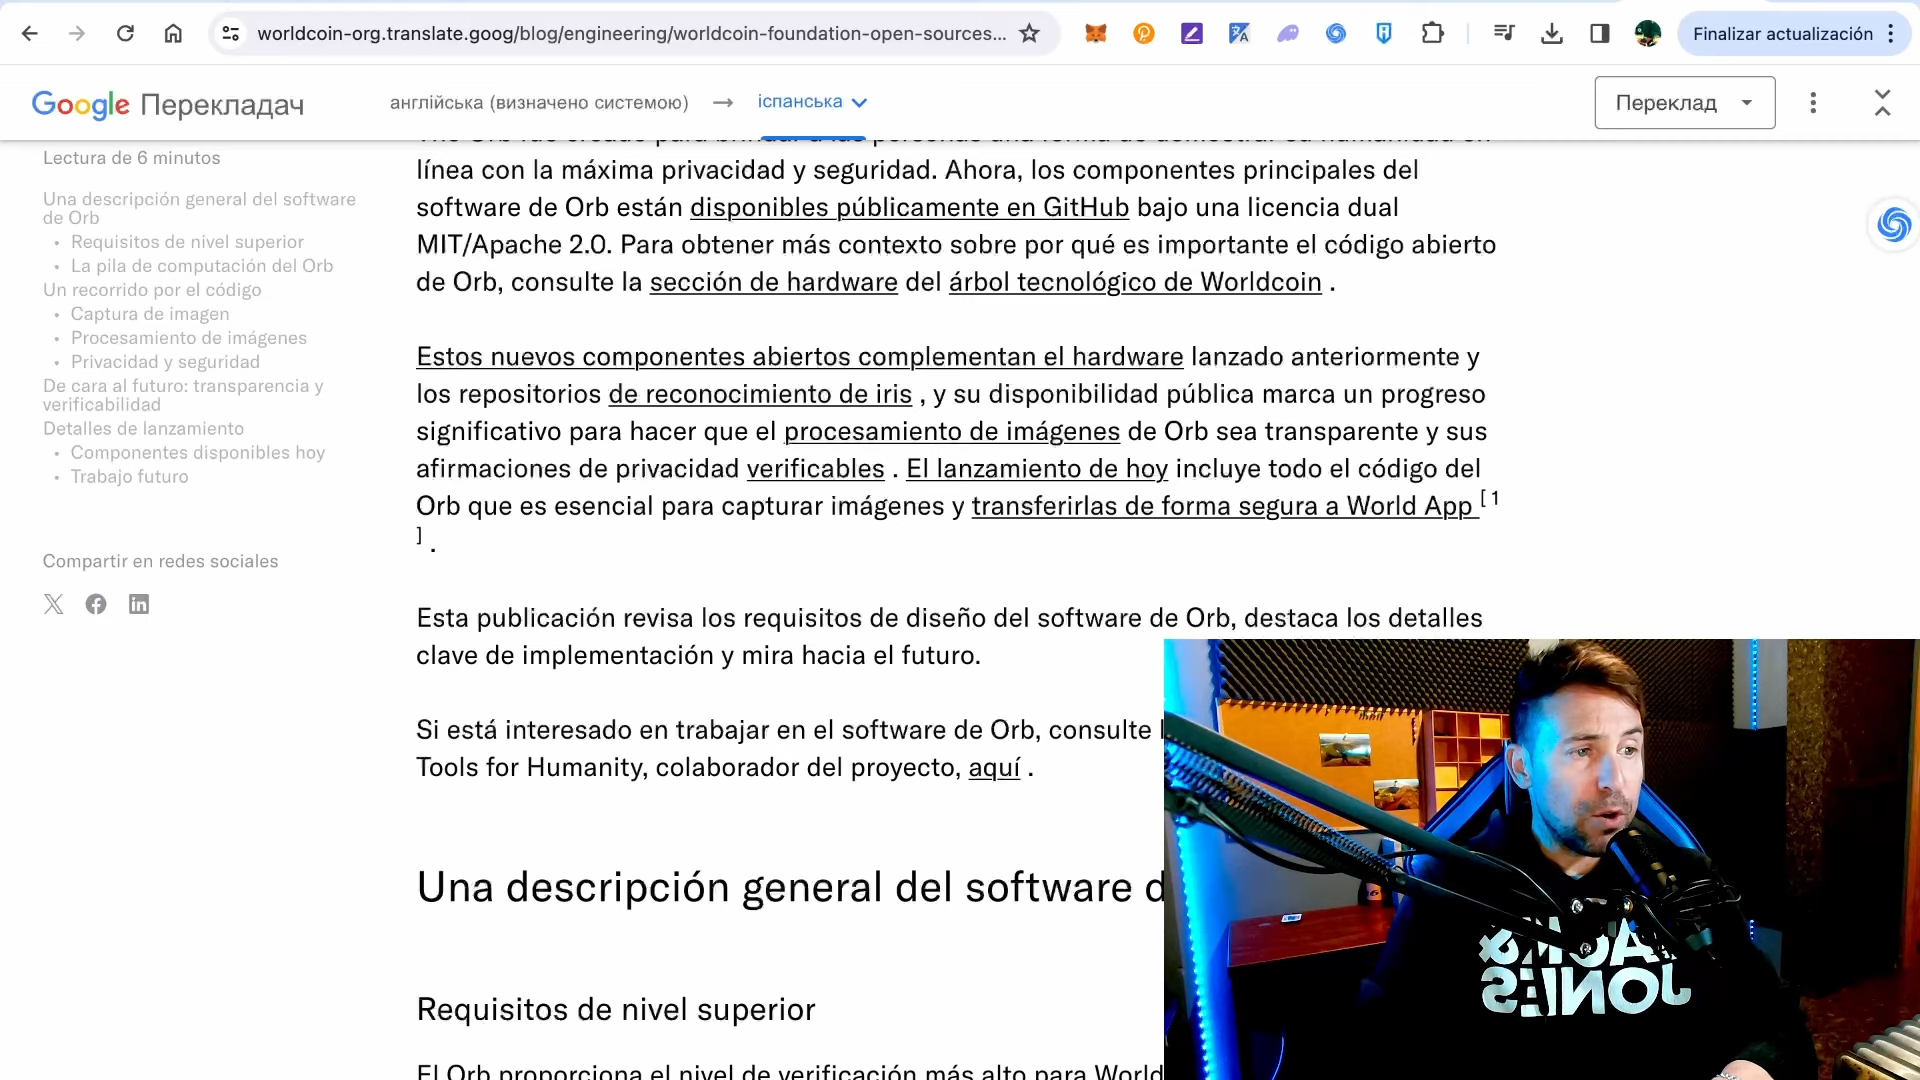 worldcoin-org.translate.goog/blog/engineering/worldcoin-foundation-open-sources...
Finalizar actualización
Google Перекладач
англійська (визначено системою) → іспанська
Переклад
Lectura de 6 minutos
Una descripción general del software
de Orb
• Requisitos de nivel superior
• La pila de computación del Orb
Un recorrido por el código
• Captura de imagen
• Procesamiento de imágenes
• Privacidad y seguridad
De cara al futuro: transparencia y
verificabilidad
Detalles de lanzamiento
• Componentes disponibles hoy
• Trabajo futuro
Compartir en redes sociales
línea con la máxima privacidad y seguridad. Ahora, los componentes principales del
software de Orb están disponibles públicamente en GitHub bajo una licencia dual
MIT/Apache 2.0. Para obtener más contexto sobre por qué es importante el código abierto
de Orb, consulte la sección de hardware del árbol tecnológico de Worldcoin .
Estos nuevos componentes abiertos complementan el hardware lanzado anteriormente y
los repositorios de reconocimiento de iris , y su disponibilidad pública marca un progreso
significativo para hacer que el procesamiento de imágenes de Orb sea transparente y sus
afirmaciones de privacidad verificables . El lanzamiento de hoy incluye todo el código del
Orb que es esencial para capturar imágenes y transferirlas de forma segura a World App [ 1
] .
Esta publicación revisa los requisitos de diseño del software de Orb, destaca los detalles
clave de implementación y mira hacia el futuro.
Si está interesado en trabajar en el software de Orb, consulte
Tools for Humanity, colaborador del proyecto, aquí .
Una descripción general del software d
Requisitos de nivel superior
El Orb proporciona el nivel de verificación más alto para World
JONES